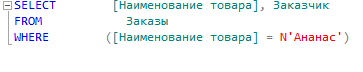 SELECT [Наименование товара], Заказчик
FROM Заказы
WHERE ([Наименование товара] = N'Ананас')